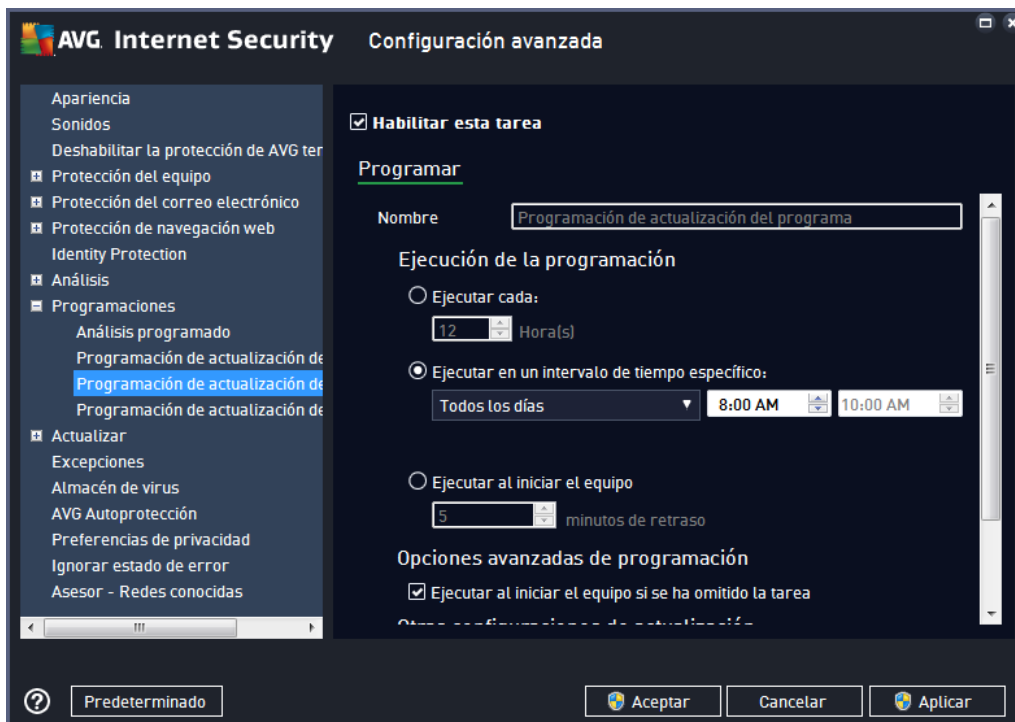 AVG. Internet Security Configuración avanzada
Apariencia
Sonidos
Deshabilitar la protección de AVG ter
Protección del equipo
Protección del correo electrónico
Protección de navegación web
Identity Protection
Análisis
Programaciones
Análisis programado
Programación de actualización de
Programación de actualización de
Programación de actualización de
Actualizar
Excepciones
Almacén de virus
AVG Autoprotección
Preferencias de privacidad
Ignorar estado de error
Asesor - Redes conocidas
Habilitar esta tarea
Programar
Nombre Programación de actualización del programa
Ejecución de la programación
Ejecutar cada:
12 Hora(s)
Ejecutar en un intervalo de tiempo específico:
Todos los días 8:00 AM 10:00 AM
Ejecutar al iniciar el equipo
5 minutos de retraso
Opciones avanzadas de programación
Ejecutar al iniciar el equipo si se ha omitido la tarea
Otras configuraciones de actualización
? Predeterminado Aceptar Cancelar Aplicar